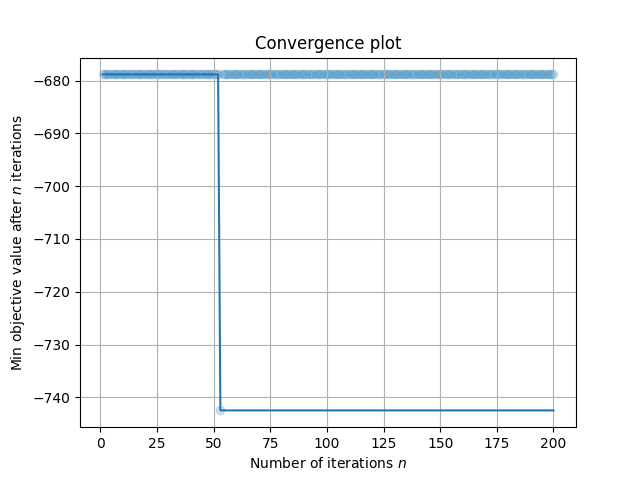 Convergence plot
Min objective value after n iterations
−680
−690
−700
−710
−720
−730
−740
0 25 50 75 100 125 150 175 200
Number of iterations n